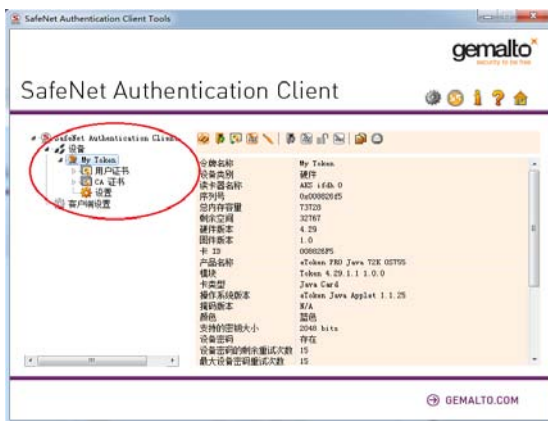 SafeNet Authentication Client Tools
gemalto
security to be free
SafeNet Authentication Client
SafeNet Authentication Client
设备
My Token
用户证书
CA 证书
设置
客户端设置
令牌名称 My Token
设备类别 硬件
读卡器名称 AKS ifdh 0
序列号 0x008826f5
总内存容量 73728
剩余空间 32767
硬件版本 4.29
固件版本 1.0
卡 ID 008826F5
产品名称 eToken PRO Java 72K OS755
模块 Token 4.29.1.1 1.0.0
卡类型 Java Card
操作系统版本 eToken Java Applet 1.1.25
掩码版本 N/A
颜色 蓝色
支持的密钥大小 2048 bits
设备密码 存在
设备密码的剩余重试次数 15
最大设备密码重试次数 15
GEMALTO.COM